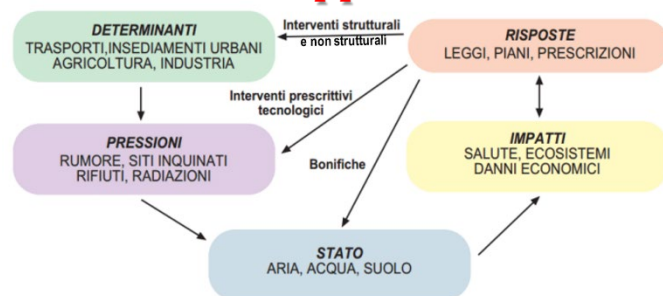 DETERMINANTI
TRASPORTI,INSEDIAMENTI URBANI
AGRICOLTURA, INDUSTRIA
Interventi strutturali
e non strutturali
RISPOSTE
LEGGI, PIANI, PRESCRIZIONI
Interventi prescrittivi
tecnologici
PRESSIONI
RUMORE, SITI INQUINATI
RIFIUTI, RADIAZIONI
Bonifiche
IMPATTI
SALUTE, ECOSISTEMI
DANNI ECONOMICI
STATO
ARIA, ACQUA, SUOLO